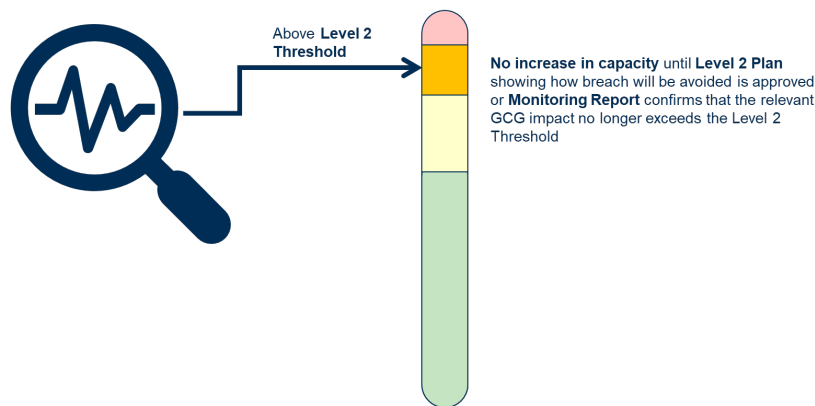 Above Level 2
Threshold
No increase in capacity until Level 2 Plan
showing how breach will be avoided is approved
or Monitoring Report confirms that the relevant
GCG impact no longer exceeds the Level 2
Threshold